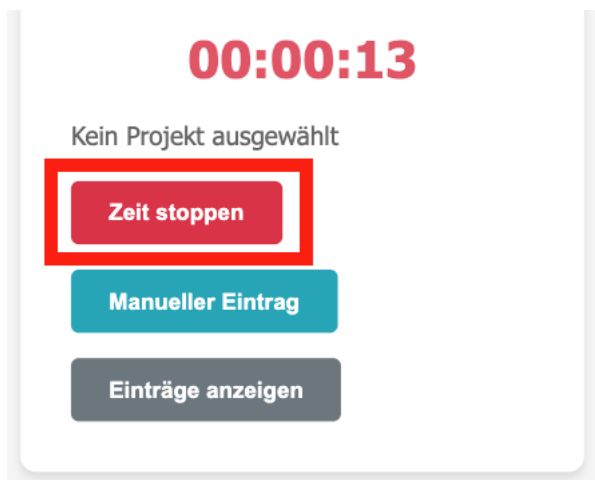 00:00:13
Kein Projekt ausgewählt
Zeit stoppen
Manueller Eintrag
Einträge anzeigen